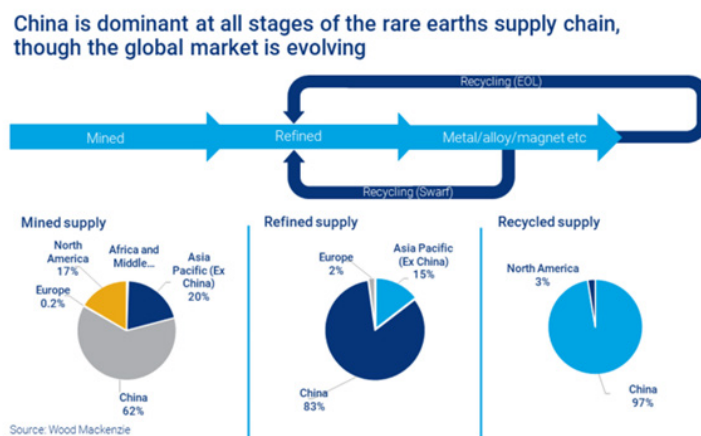 China is dominant at all stages of the rare earths supply chain,
though the global market is evolving
Recycling (EOL)
Mined
Refined
Metal/alloy/magnet etc
Recycling (Swarf)
Mined supply
North
America
17%
Africa and
Middle...
Asia
Pacific (Ex
China)
20%
Europe
0.2%
China
62%
Refined supply
Europe
2%
Asia Pacific
(Ex China)
15%
China
83%
Recycled supply
North America
3%
China
97%
Source: Wood Mackenzie